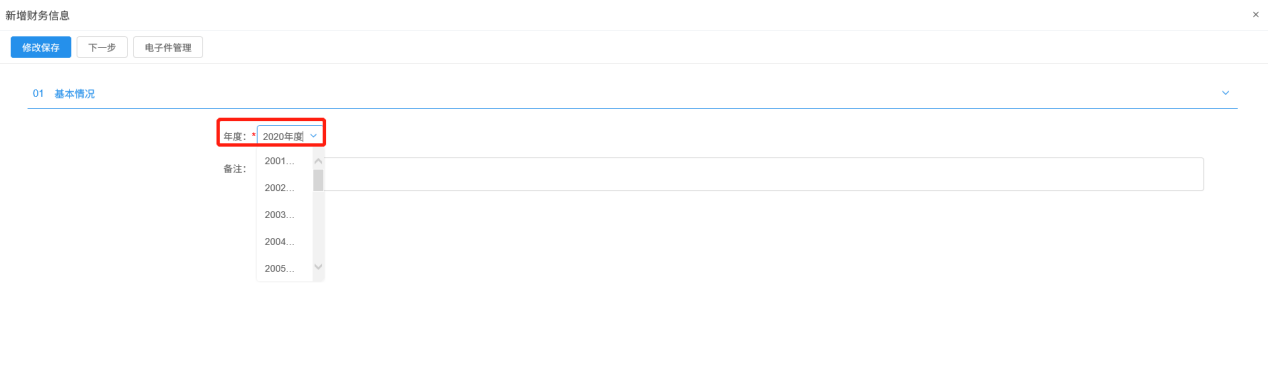 新增财务信息 ×
修改保存 下一步 电子件管理
01 基本情况
年度：* 2020年度
备注：
2001...
2002...
2003...
2004...
2005...